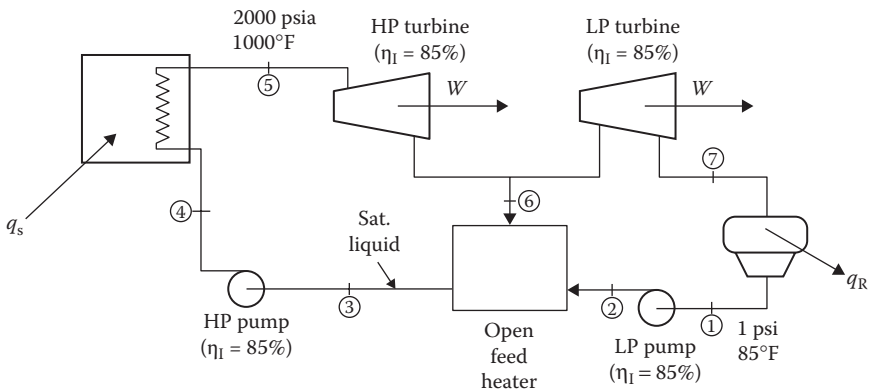 2000 psia
1000°F
HP turbine
(ηI = 85%)
LP turbine
(ηI = 85%)
5
W
W
7
qs
4
Sat.
liquid
6
qR
3
2
1
HP pump
(ηI = 85%)
Open
feed
heater
LP pump
(ηI = 85%)
1 psi
85°F